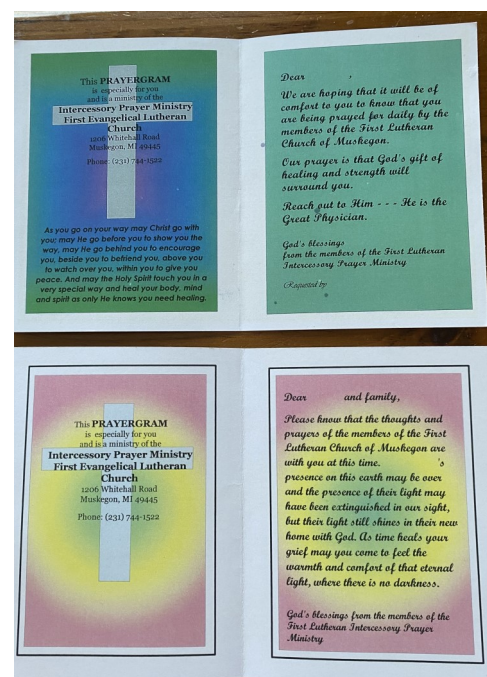 This PRAYERGRAM
is especially for you
and is a ministry of the
Intercessory Prayer Ministry
First Evangelical Lutheran
Church
1206 Whitehall Road
Muskegon, MI 49445
Phone: (231) 744-1522
As you go on your way may Christ go with
you; may He go before you to show you the
way, may He go behind you to encourage
you, beside you to befriend you, above you
to watch over you, within you to give you
peace. And may the Holy Spirit touch you in a
very special way and heal your body, mind
and spirit as only He knows you need healing.
Dear ,
We are hoping that it will be of
comfort to you to know that you
are being prayed for daily by the
members of the First Lutheran
Church of Muskegon.
Our prayer is that God's gift of
healing and strength will
surround you.
Reach out to Him - - - He is the
Great Physician.
God's blessings
from the members of the First Lutheran
Intercessory Prayer Ministry
Requested by
This PRAYERGRAM
is especially for you
and is a ministry of the
Intercessory Prayer Ministry
First Evangelical Lutheran
Church
1206 Whitehall Road
Muskegon, MI 49445
Phone: (231) 744-1522
Dear and family,
Please know that the thoughts and
prayers of the members of the First
Lutheran Church of Muskegon are
with you at this time. 's
presence on this earth may be over
and the presence of their light may
have been extinguished in our sight,
but their light still shines in their new
home with God. As time heals your
grief may you come to feel the
warmth and comfort of that eternal
light, where there is no darkness.
God's blessings from the members of the
First Lutheran Intercessory Prayer
Ministry